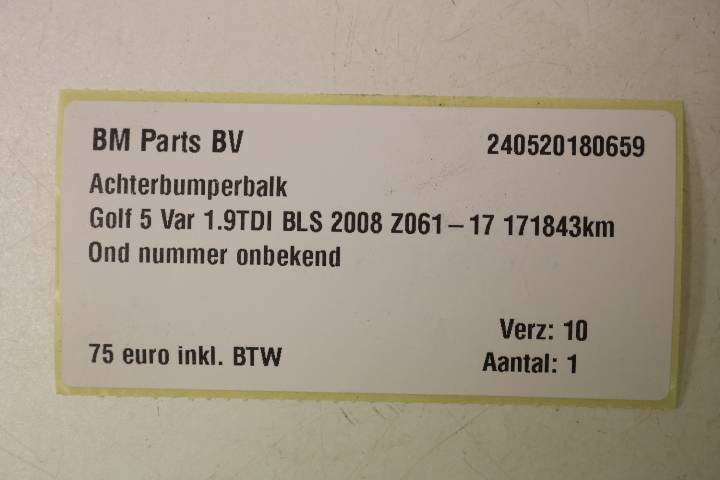 BM Parts BV 240520180659
Achterbumperbalk
Golf 5 Var 1.9TDI BLS 2008 Z061-17 171843km
Ond nummer onbekend
Verz: 10
75 euro inkl. BTW Aantal: 1